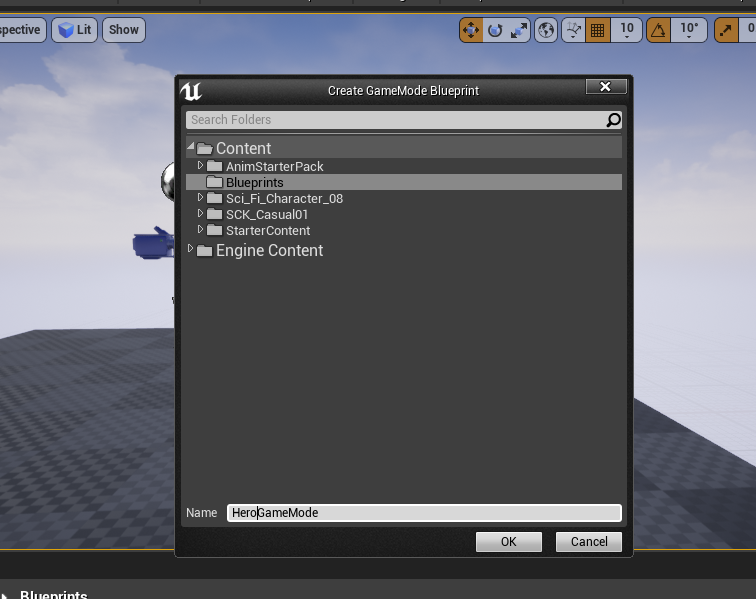 spective Lit Show 10 10° 0
Create GameMode Blueprint
Search Folders
Content
AnimStarterPack
Blueprints
Sci_Fi_Character_08
SCK_Casual01
StarterContent
Engine Content
Name HeroGameMode
OK Cancel
Blueprints